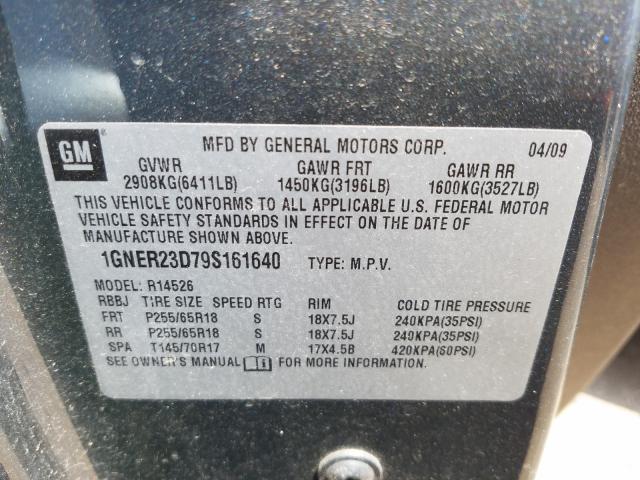 GM
MFD BY GENERAL MOTORS CORP. 04/09
GVWR GAWR FRT GAWR RR
2908KG(6411LB) 1450KG(3196LB) 1600KG(3527LB)
THIS VEHICLE CONFORMS TO ALL APPLICABLE U.S. FEDERAL MOTOR
VEHICLE SAFETY STANDARDS IN EFFECT ON THE DATE OF
MANUFACTURE SHOWN ABOVE.
1GNER23D79S161640 TYPE: M.P.V.
MODEL: R14526
RBBJ TIRE SIZE SPEED RTG RIM COLD TIRE PRESSURE
FRT P255/65R18 S 18X7.5J 240KPA(35PSI)
RR P255/65R18 S 18X7.5J 240KPA(35PSI)
SPA T145/70R17 M 17X4.5B 420KPA(60PSI)
SEE OWNER'S MANUAL FOR MORE INFORMATION.